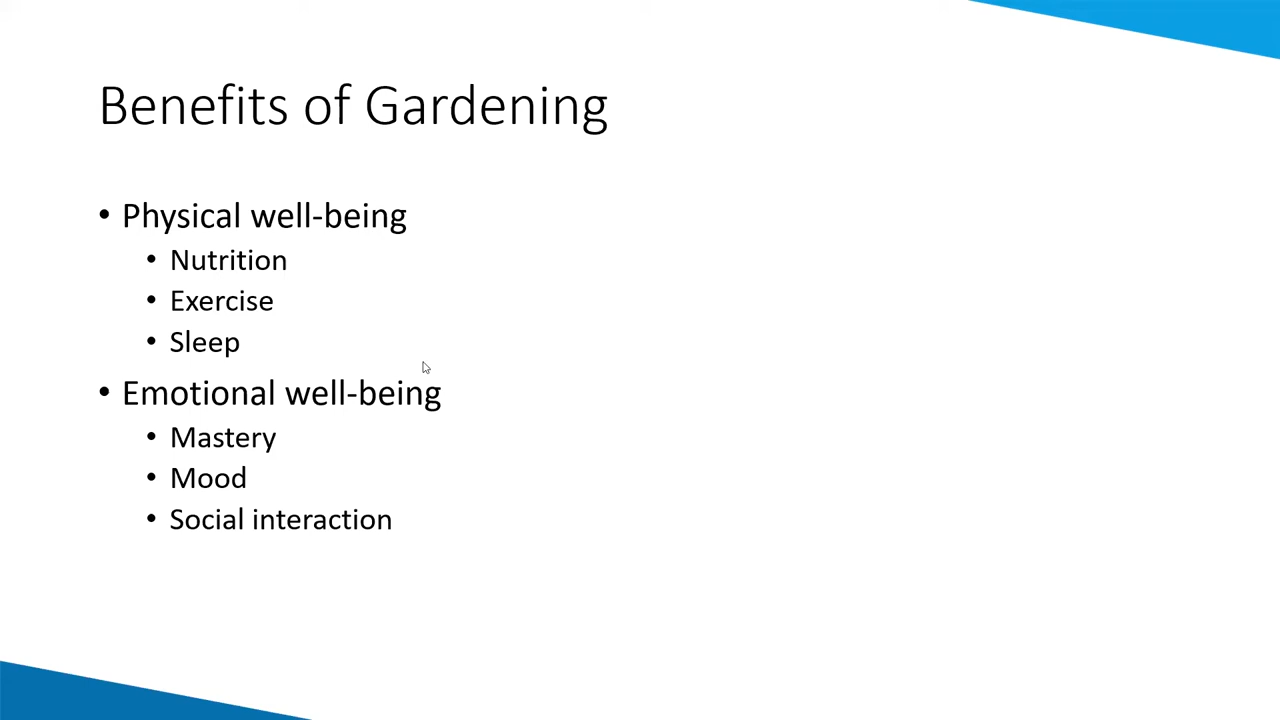 Benefits of Gardening
• Physical well-being
• Nutrition
• Exercise
• Sleep
• Emotional well-being
• Mastery
• Mood
• Social interaction